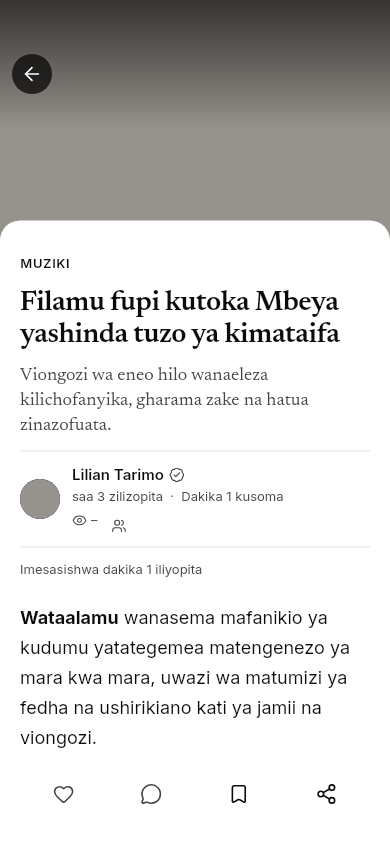 MUZIKI
Filamu fupi kutoka Mbeya
yashinda tuzo ya kimataifa
Viongozi wa eneo hilo wanaeleza
kilichofanyika, gharama zake na hatua
zinazofuata.
Lilian Tarimo
saa 3 zilizopita · Dakika 1 kusoma
–
Imesasishwa dakika 1 iliyopita
Wataalamu wanasema mafanikio ya
kudumu yatategemea matengenezo ya
mara kwa mara, uwazi wa matumizi ya
fedha na ushirikiano kati ya jamii na
viongozi.